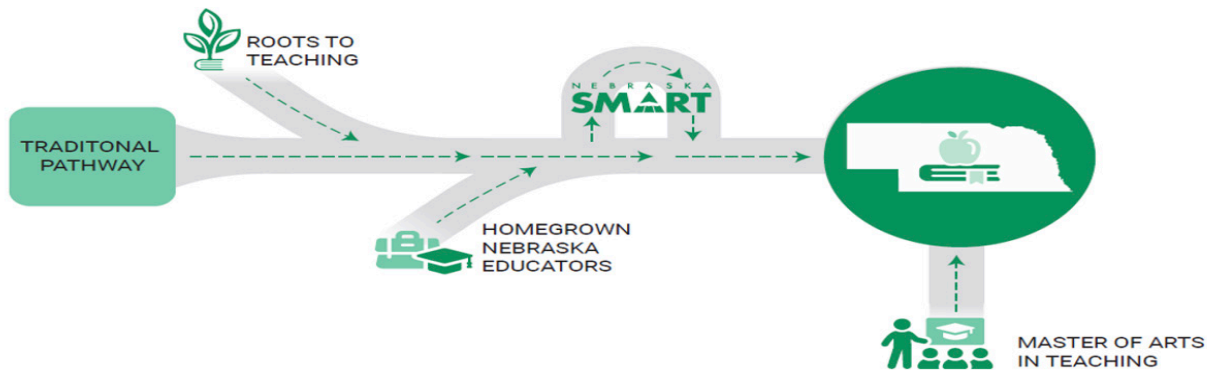 ROOTS TO
TEACHING
TRADITONAL
PATHWAY
NEBRASKA
SMART
HOMEGROWN
NEBRASKA
EDUCATORS
MASTER OF ARTS
IN TEACHING